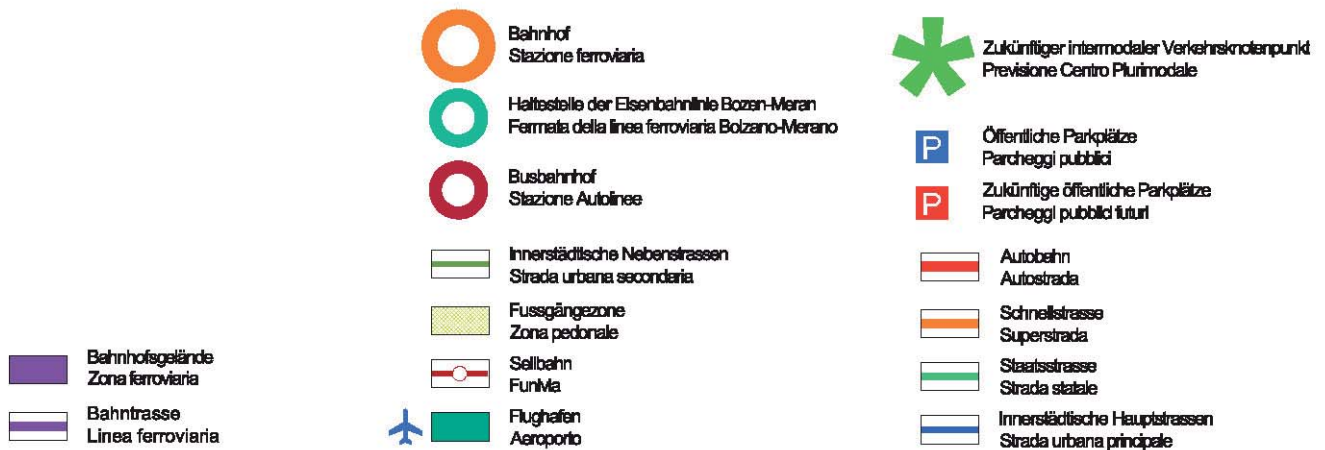 Bahnhof
Stazione ferroviaria
Haltestelle der Eisenbahnlinie Bozen-Meran
Fermata della linea ferroviaria Bolzano-Merano
Busbahnhof
Stazione Autolinee
Innerstädtische Nebenstrassen
Strada urbana secondaria
Fussgängezone
Zona pedonale
Seilbahn
Funivia
Flughafen
Aeroporto
Bahnhofsgelände
Zona ferroviaria
Bahntrasse
Linea ferroviaria
Zukünftiger intermodaler Verkehrsknotenpunkt
Previsione Centro Plurimodale
P
Öffentliche Parkplätze
Parcheggi pubblici
P
Zukünftige öffentliche Parkplätze
Parcheggi pubblici futuri
Autobahn
Autostrada
Schnellstrasse
Superstrada
Staatsstrasse
Strada statale
Innerstädtische Hauptstrassen
Strada urbana principale